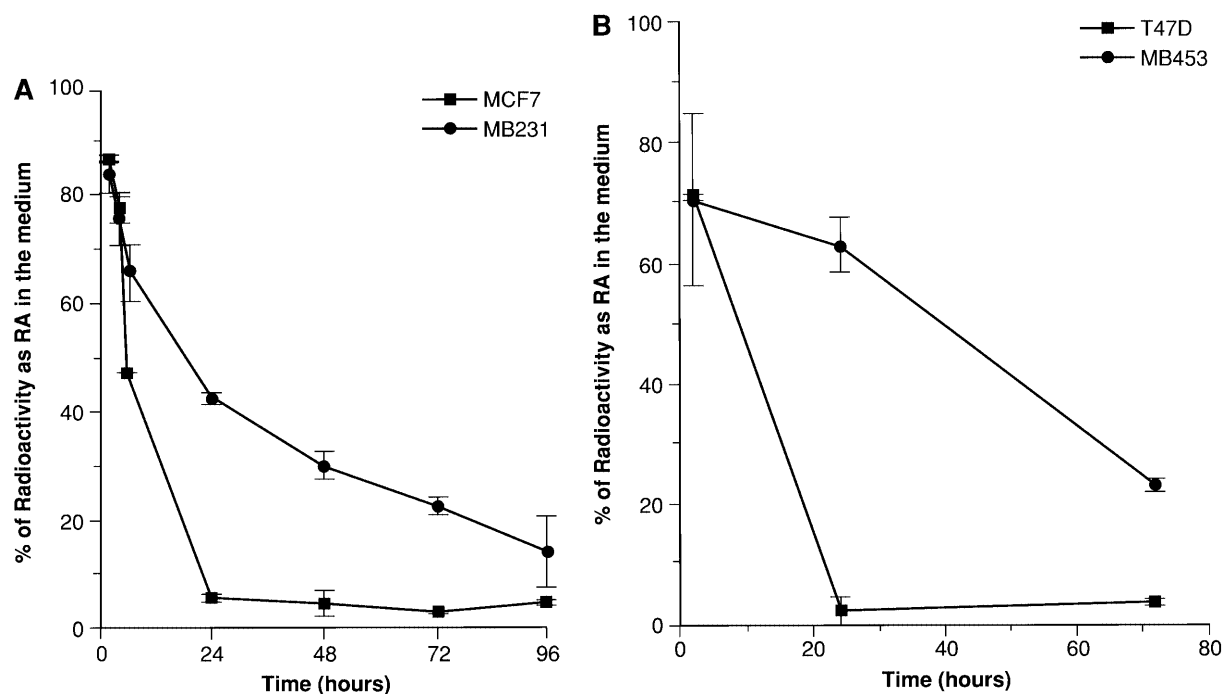 A
% of Radioactivity as RA in the medium
100
80
60
40
20
0
MCF7
MB231
0 24 48 72 96
Time (hours)
B
% of Radioactivity as RA in the medium
100
80
60
40
20
0
T47D
MB453
0 20 40 60 80
Time (hours)